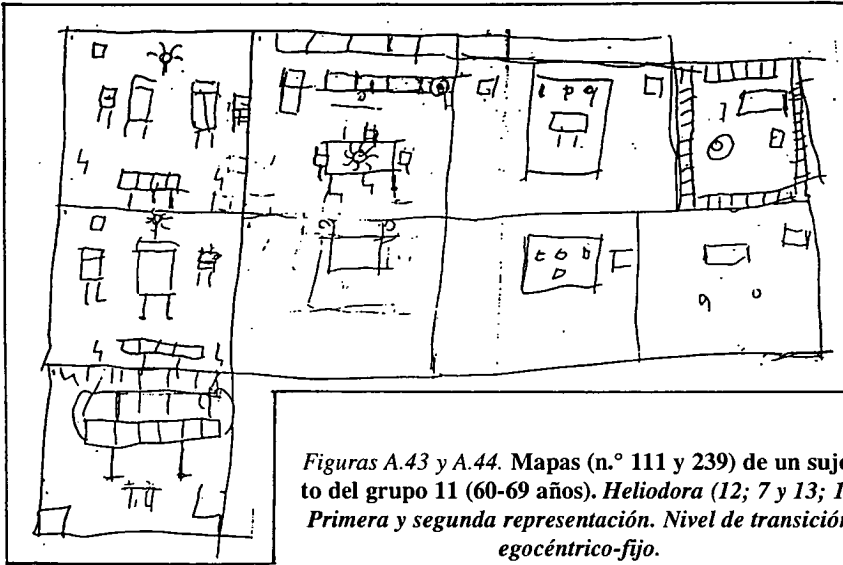 Figuras A.43 y A.44. Mapas (n.° 111 y 239) de un suje-
to del grupo 11 (60-69 años). Heliodora (12; 7 y 13; 1
Primera y segunda representación. Nivel de transición
egocéntrico-fijo.